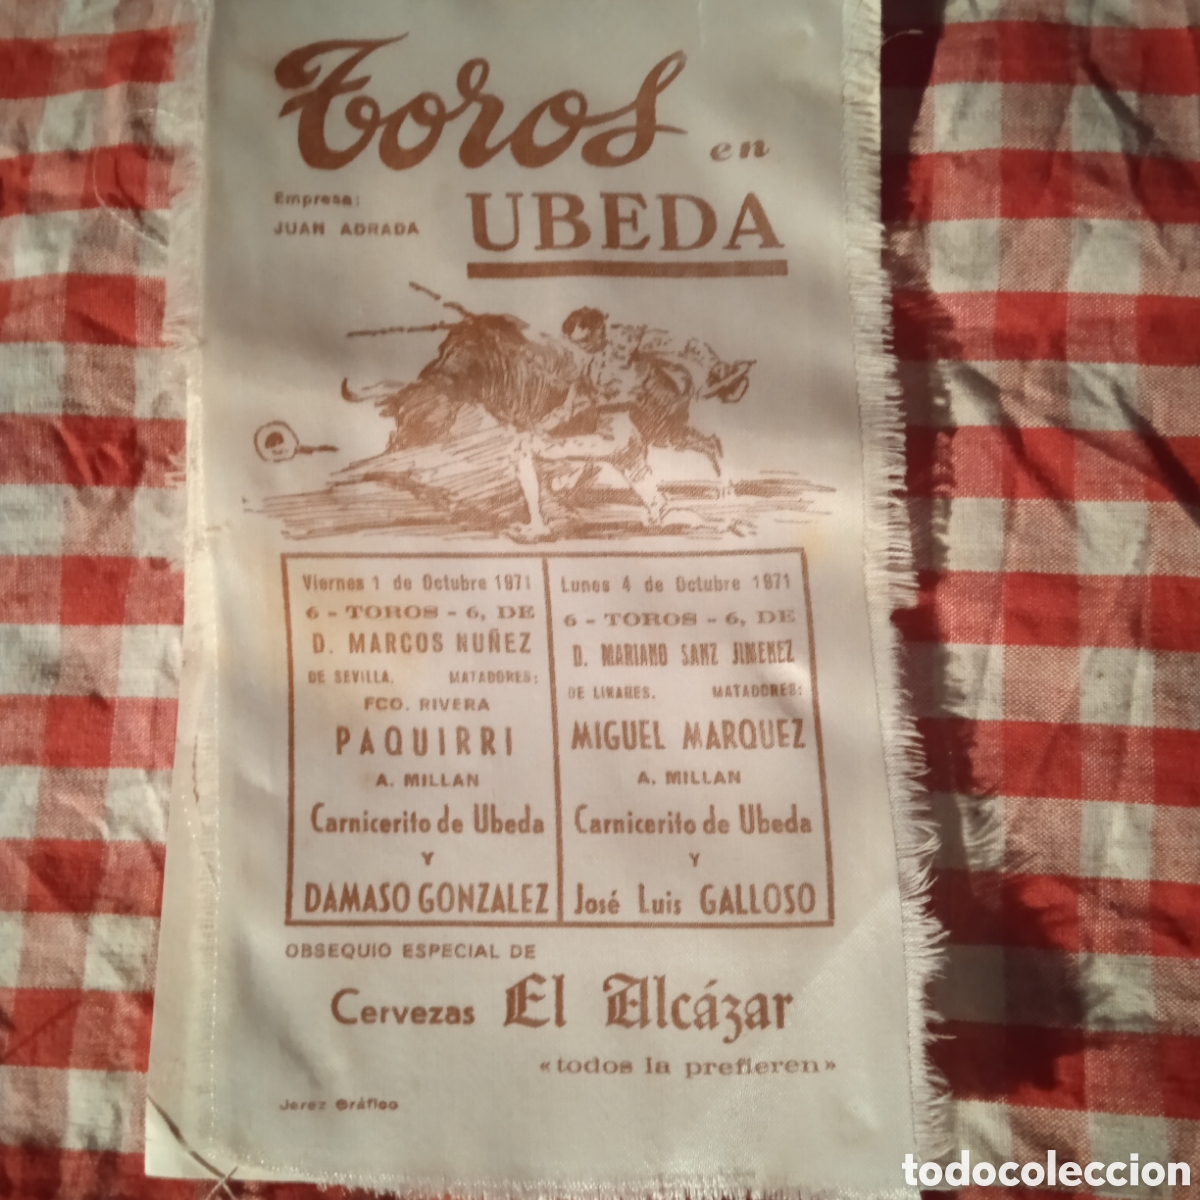 Toros en
UBEDA
Empresa:
JUAN ADRADA
Viernes 1 de Octubre 1971
6 - TOROS - 6, DE
D. MARCOS NUÑEZ
DE SEVILLA. MATADORES:
FCO. RIVERA
PAQUIRRI
A. MILLAN
Carnicerito de Ubeda
Y
DAMASO GONZALEZ
Lunes 4 de Octubre 1971
6 - TOROS - 6, DE
D. MARIANO SANZ JIMENEZ
DE LINARES. MATADORES:
MIGUEL MARQUEZ
A. MILLAN
Carnicerito de Ubeda
Y
José Luis GALLOSO
OBSEQUIO ESPECIAL DE
Cervezas El Alcázar
«todos la prefieren»
Jerez Gráfico
todocoleccion